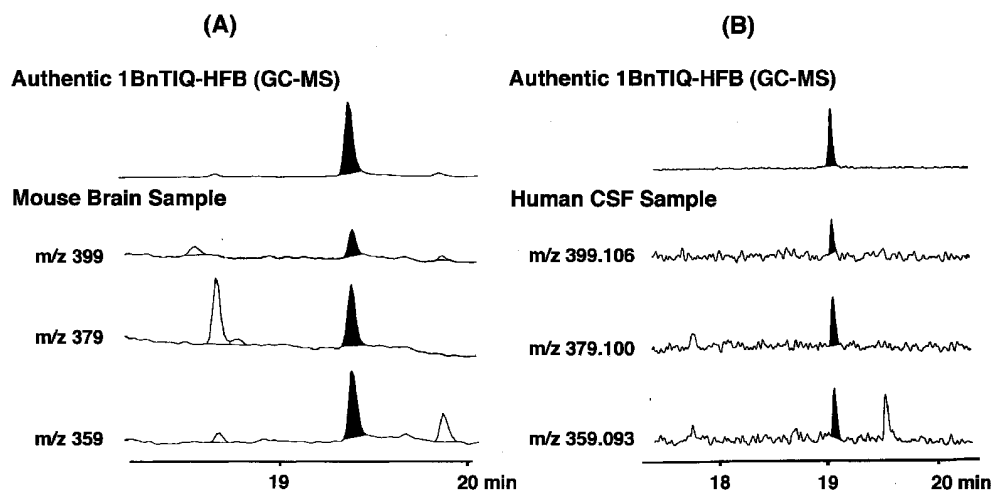 (A)
Authentic 1BnTIQ-HFB (GC-MS)
Mouse Brain Sample
m/z 399
m/z 379
m/z 359
19
20 min
(B)
Authentic 1BnTIQ-HFB (GC-MS)
Human CSF Sample
m/z 399.106
m/z 379.100
m/z 359.093
18
19
20 min